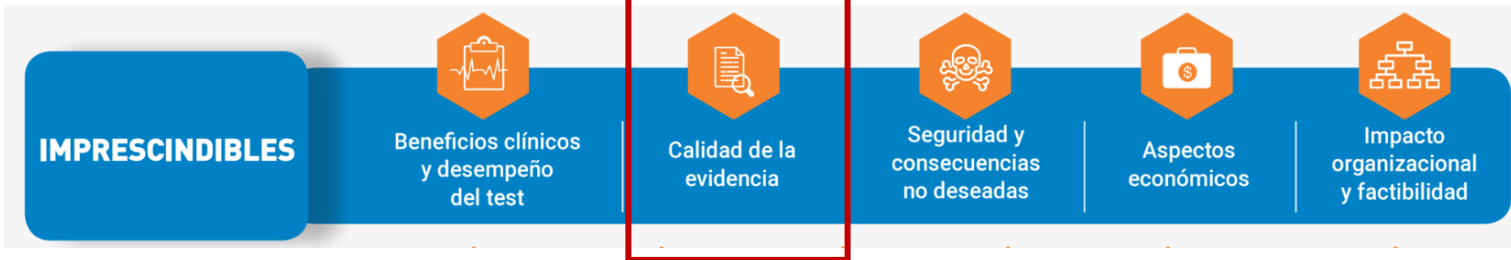 IMPRESCINDIBLES
Beneficios clínicos
y desempeño
del test
Calidad de la
evidencia
Seguridad y
consecuencias
no deseadas
Aspectos
económicos
Impacto
organizacional
y factibilidad
$